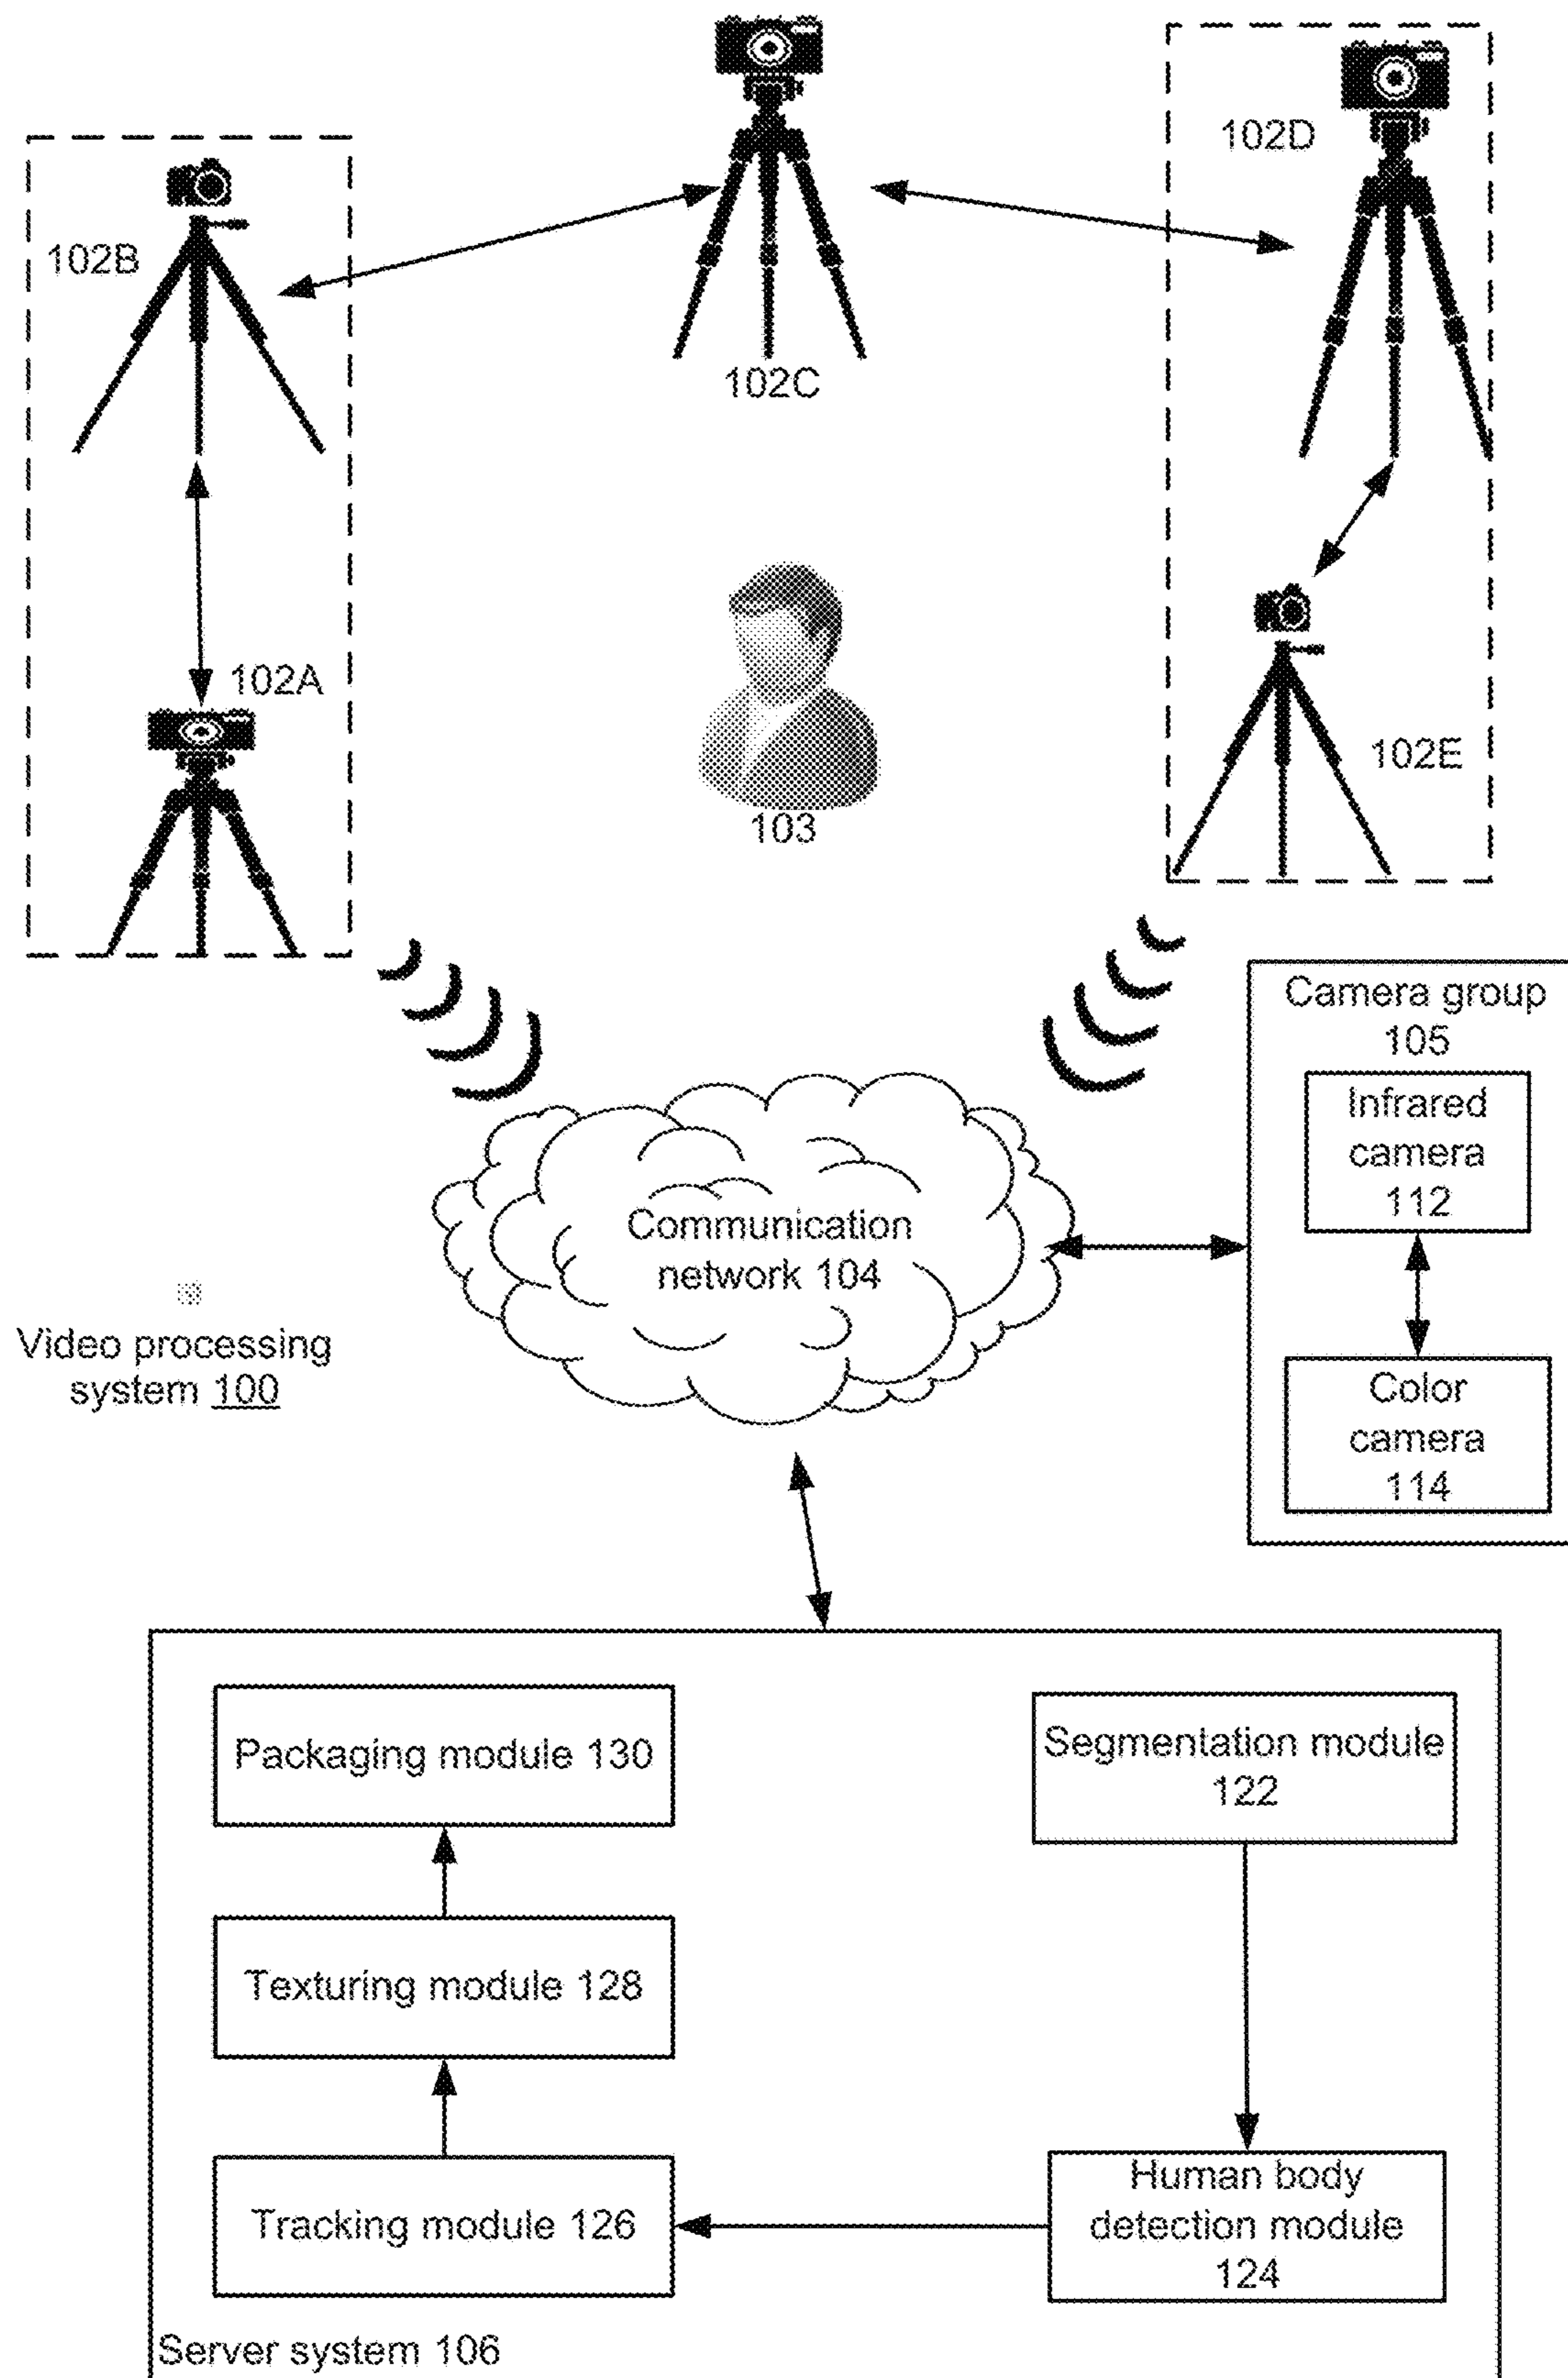 102D
102B
102C
102A
102E
103
Camera group
105
Infrared
camera
112
Communication
network 104
Video processing
system 100
Color
camera
114
Packaging module 130
Segmentation module
122
Texturing module 128
Human body
detection module
124
Tracking module 126
Server system 106